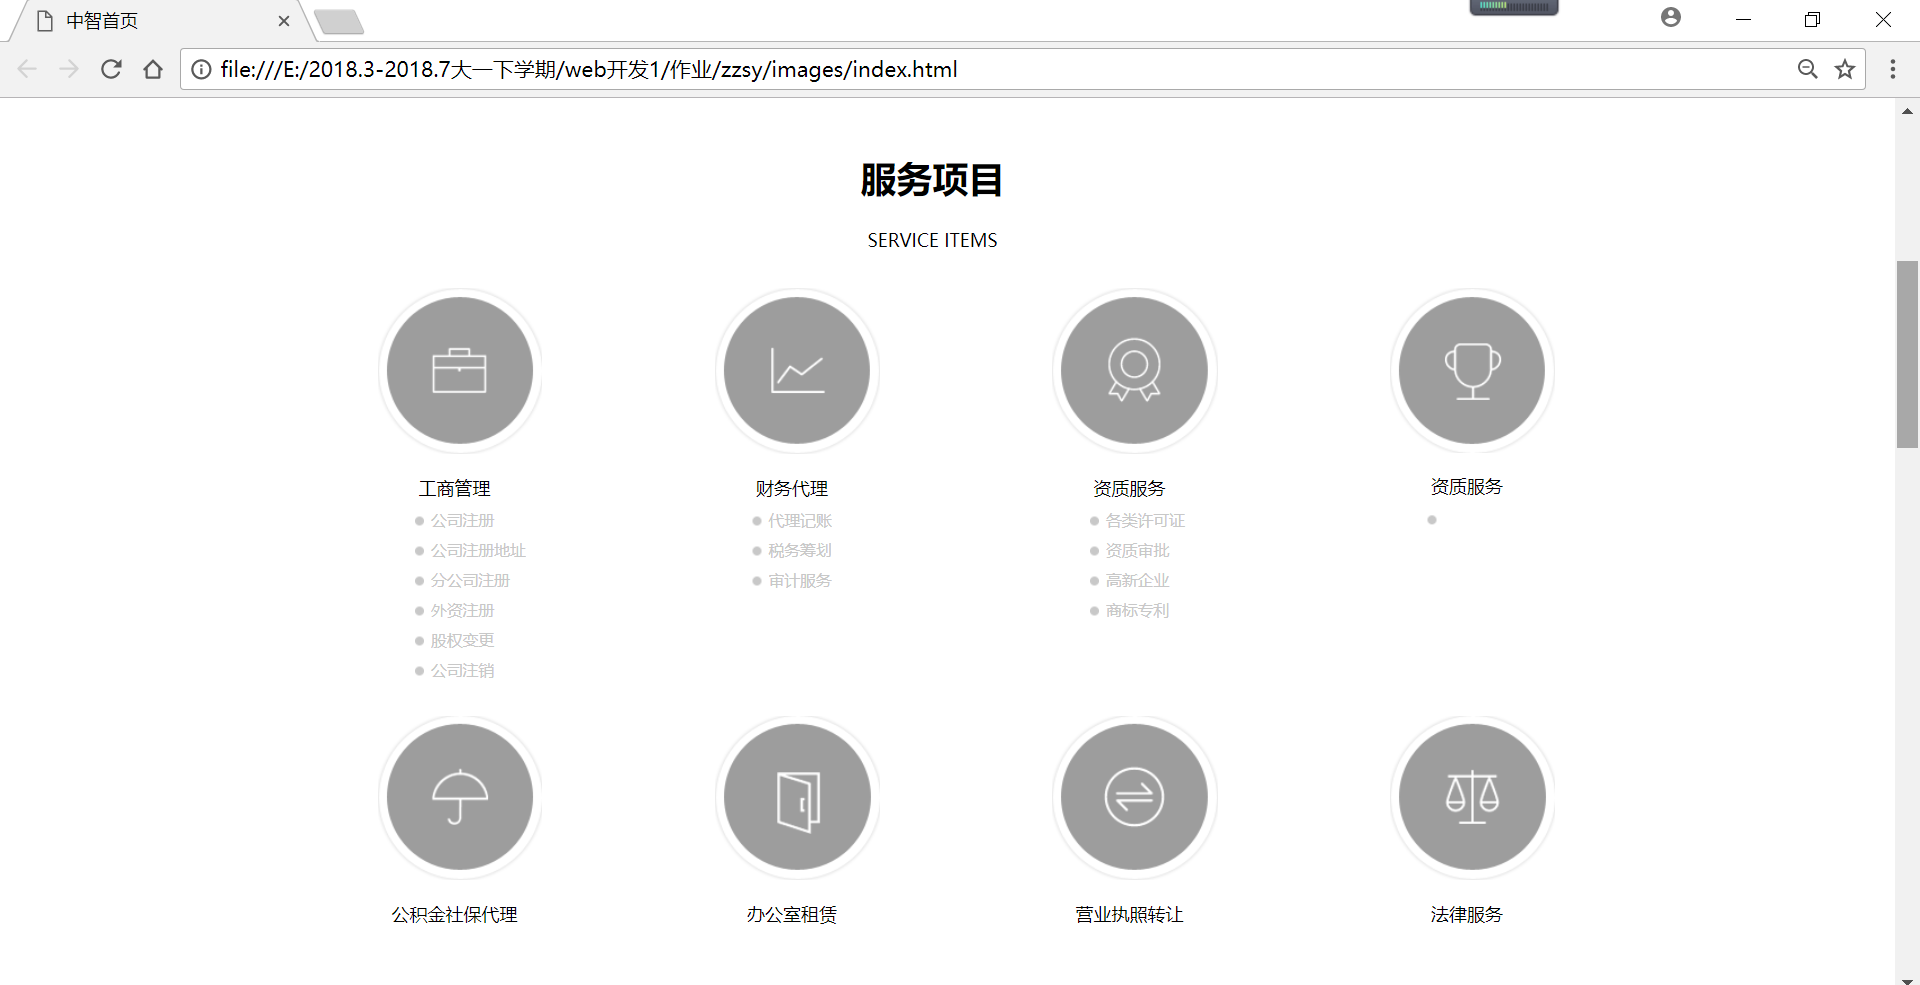 中智首页
file:///E:/2018.3-2018.7大一下学期/web开发1/作业/zzsy/images/index.html
服务项目
SERVICE ITEMS
工商管理
公司注册
公司注册地址
分公司注册
外资注册
股权变更
公司注销
财务代理
代理记账
税务筹划
审计服务
资质服务
各类许可证
资质审批
高新企业
商标专利
资质服务
公积金社保代理
办公室租赁
营业执照转让
法律服务